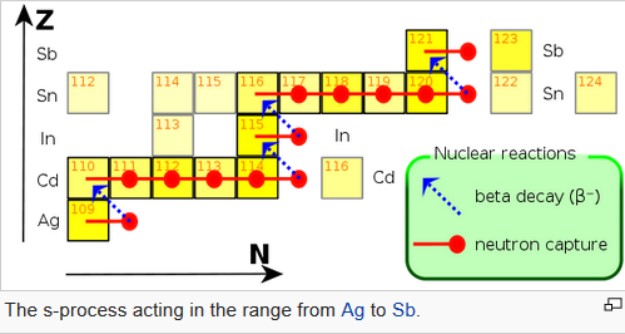 Z
Sb 121 123 Sb
Sn 112 114 115 116 117 118 119 120 122 Sn 124
In 113 115 In
Cd 110 111 112 113 114 116 Cd
Ag 109
N
Nuclear reactions
beta decay (β⁻)
neutron capture
The s-process acting in the range from Ag to Sb.